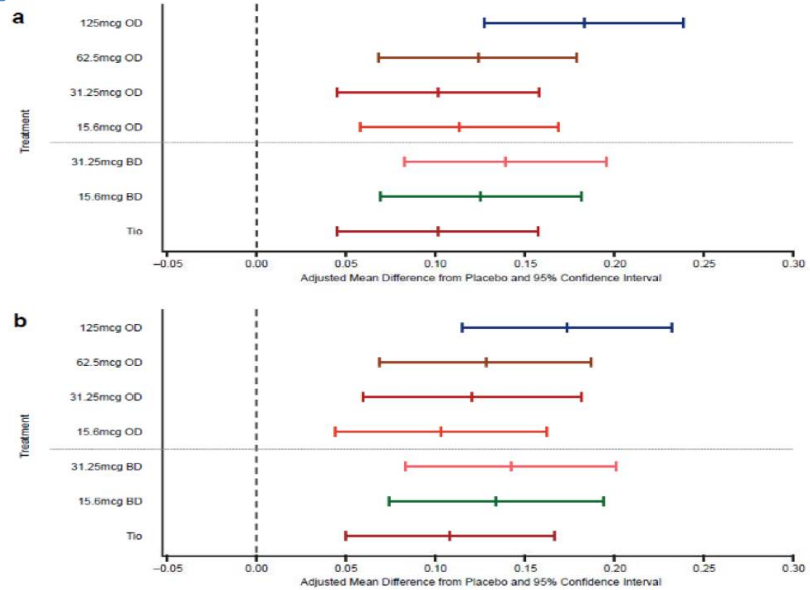 a
125mcg OD
62.5mcg OD
31.25mcg OD
15.6mcg OD
31.25mcg BD
15.6mcg BD
Tio
Treatment
−0.05 0.00 0.05 0.10 0.15 0.20 0.25 0.30
Adjusted Mean Difference from Placebo and 95% Confidence Interval
b
125mcg OD
62.5mcg OD
31.25mcg OD
15.6mcg OD
31.25mcg BD
15.6mcg BD
Tio
Treatment
−0.05 0.00 0.05 0.10 0.15 0.20 0.25 0.30
Adjusted Mean Difference from Placebo and 95% Confidence Interval